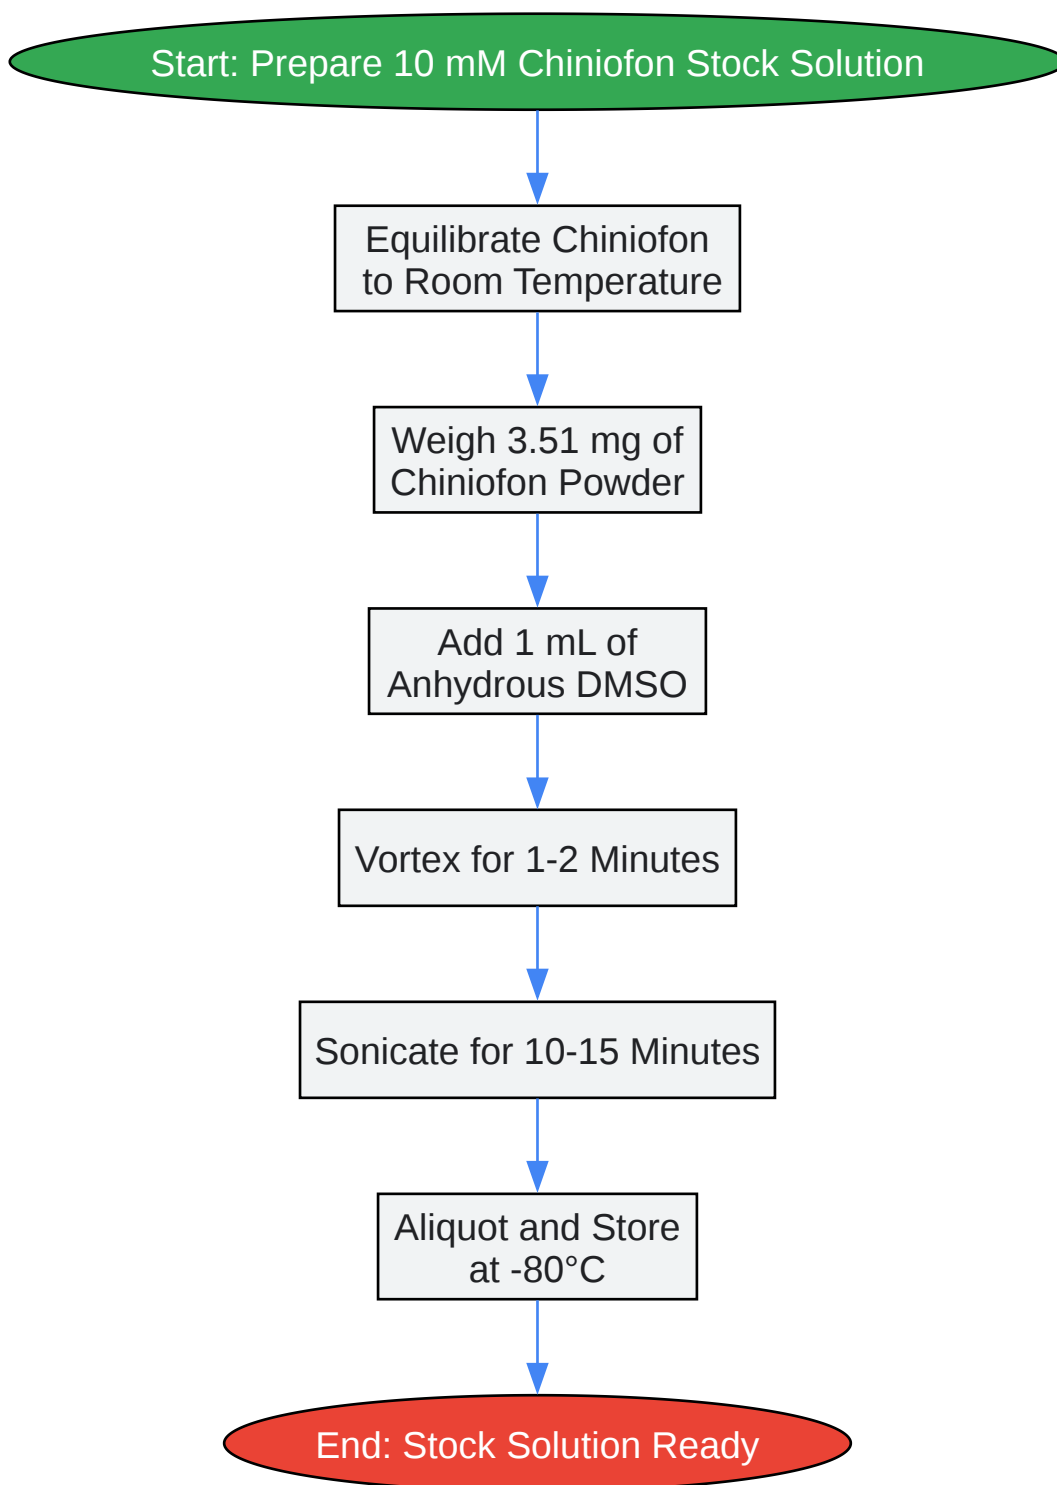 Start: Prepare 10 mM Chiniofon Stock Solution
Equilibrate Chiniofon
to Room Temperature
Weigh 3.51 mg of
Chiniofon Powder
Add 1 mL of
Anhydrous DMSO
Vortex for 1-2 Minutes
Sonicate for 10-15 Minutes
Aliquot and Store
at -80°C
End: Stock Solution Ready